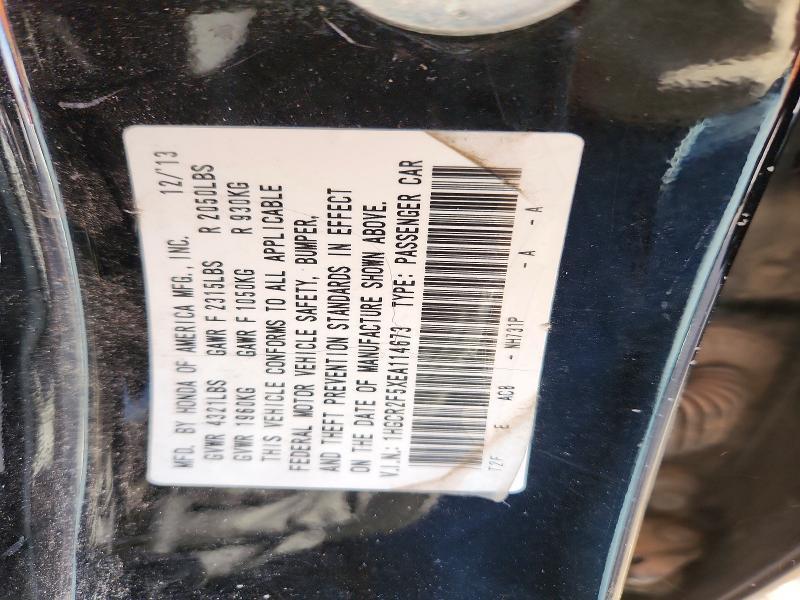 MFD. BY HONDA OF AMERICA MFG., INC. 12/'13
GVWR 4321LBS GAWR F 2315LBS R 2050LBS
GVWR 1960KG GAWR F 1050KG R 930KG
THIS VEHICLE CONFORMS TO ALL APPLICABLE
FEDERAL MOTOR VEHICLE SAFETY, BUMPER,
AND THEFT PREVENTION STANDARDS IN EFFECT
ON THE DATE OF MANUFACTURE SHOWN ABOVE.
V.I.N.: 1HGCR2F5XEA114673 TYPE: PASSENGER CAR
T2F E AC8 - NH731P - A - A